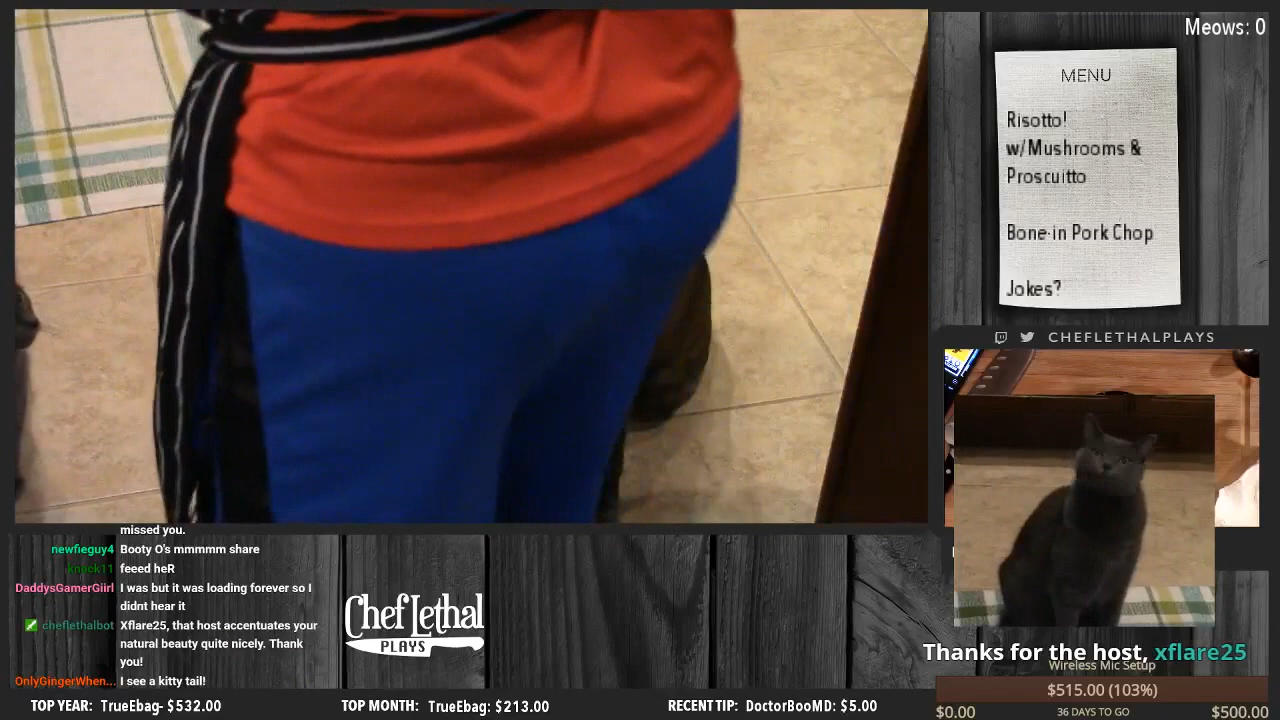 Meows: 0
MENU
Risotto!
w/Mushrooms &
Proscuitto
Bone-in Pork Chop
Jokes?
CHEFLETHALPLAYS
missed you.
newfieguy4 Booty O's mmmmm share
knock11 feeed heR
DaddysGamerGiirl I was but it was loading forever so I
didnt hear it
cheflethalbot Xflare25, that host accentuates your
natural beauty quite nicely. Thank
you!
OnlyGingerWhen... I see a kitty tail!
Chef Lethal
PLAYS
Thanks for the host, xflare25
Wireless Mic Setup
$515.00 (103%)
$0.00 36 DAYS TO GO $500.00
TOP YEAR: TrueEbag- $532.00 TOP MONTH: TrueEbag: $213.00 RECENT TIP: DoctorBooMD: $5.00